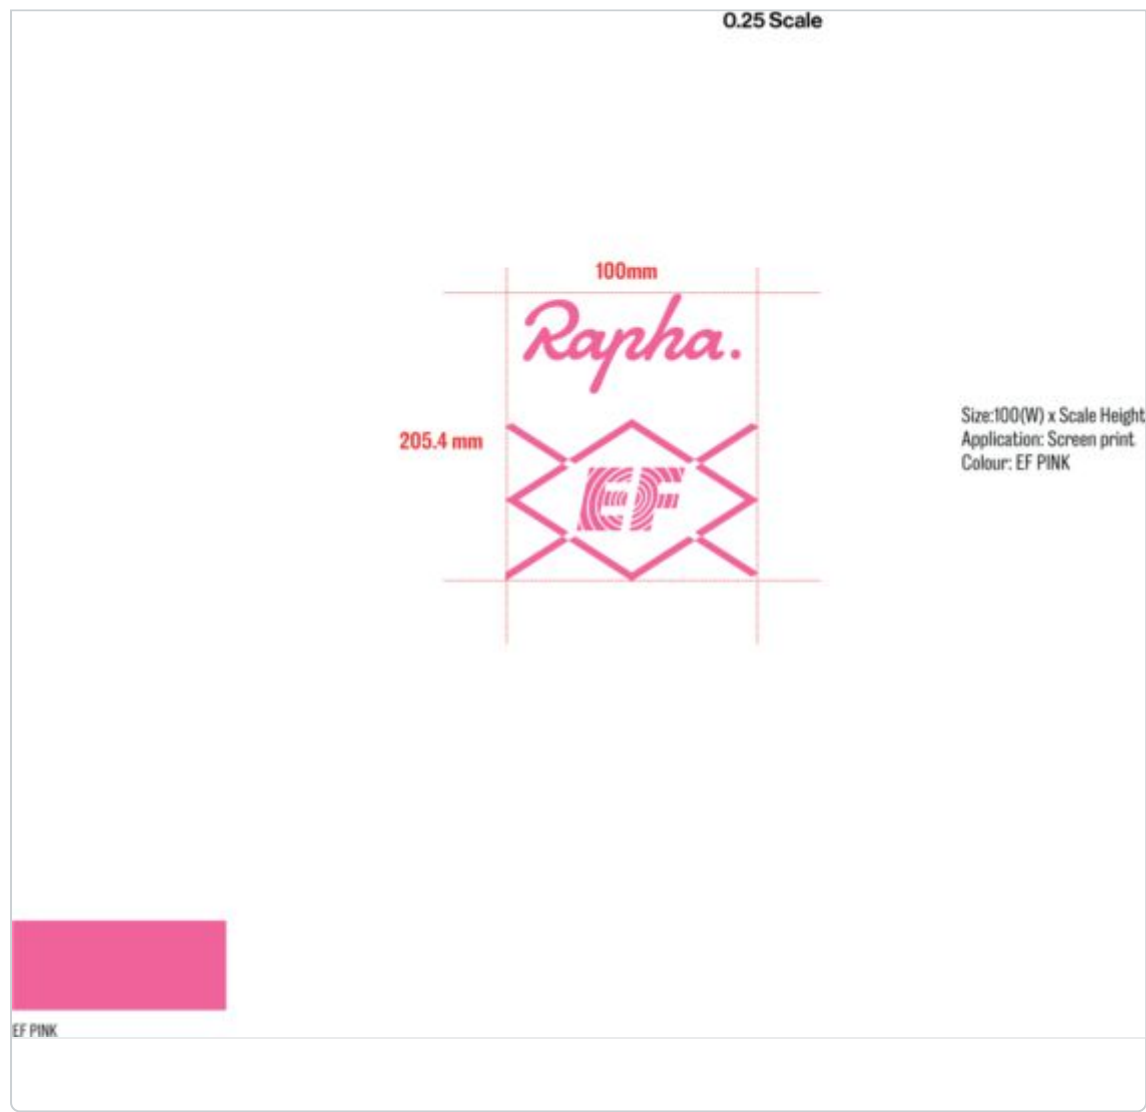 0.25 Scale
100mm
Rapha.
205.4 mm
EF
Size:100(W) x Scale Height
Application: Screen print
Colour: EF PINK
EF PINK